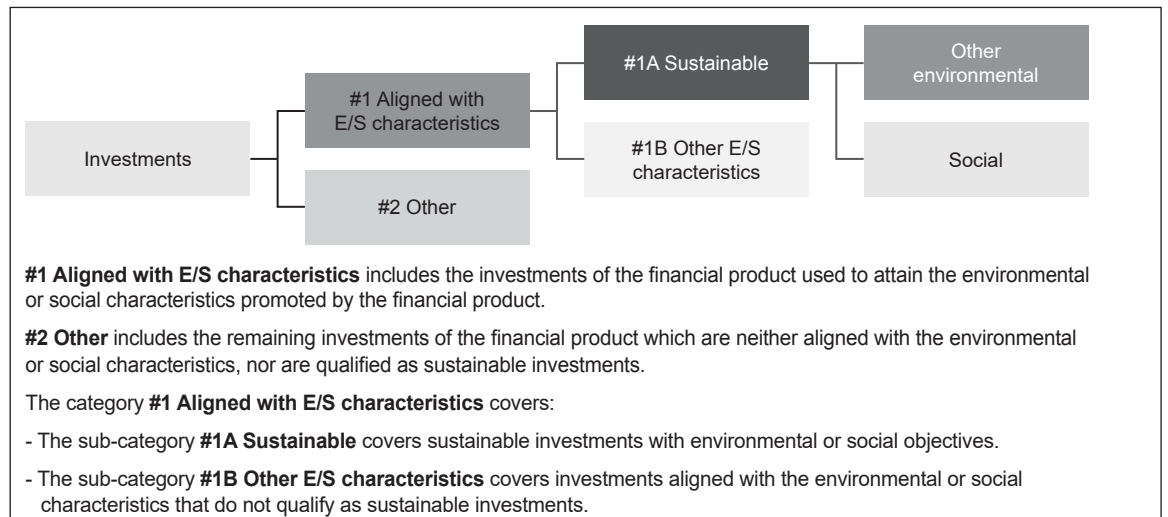 #1A Sustainable
Other
environmental
#1 Aligned with
E/S characteristics
Investments
#1B Other E/S
characteristics
Social
#2 Other
#1 Aligned with E/S characteristics includes the investments of the financial product used to attain the environmental
or social characteristics promoted by the financial product.
#2 Other includes the remaining investments of the financial product which are neither aligned with the environmental
or social characteristics, nor are qualified as sustainable investments.
The category #1 Aligned with E/S characteristics covers:
- The sub-category #1A Sustainable covers sustainable investments with environmental or social objectives.
- The sub-category #1B Other E/S characteristics covers investments aligned with the environmental or social
characteristics that do not qualify as sustainable investments.